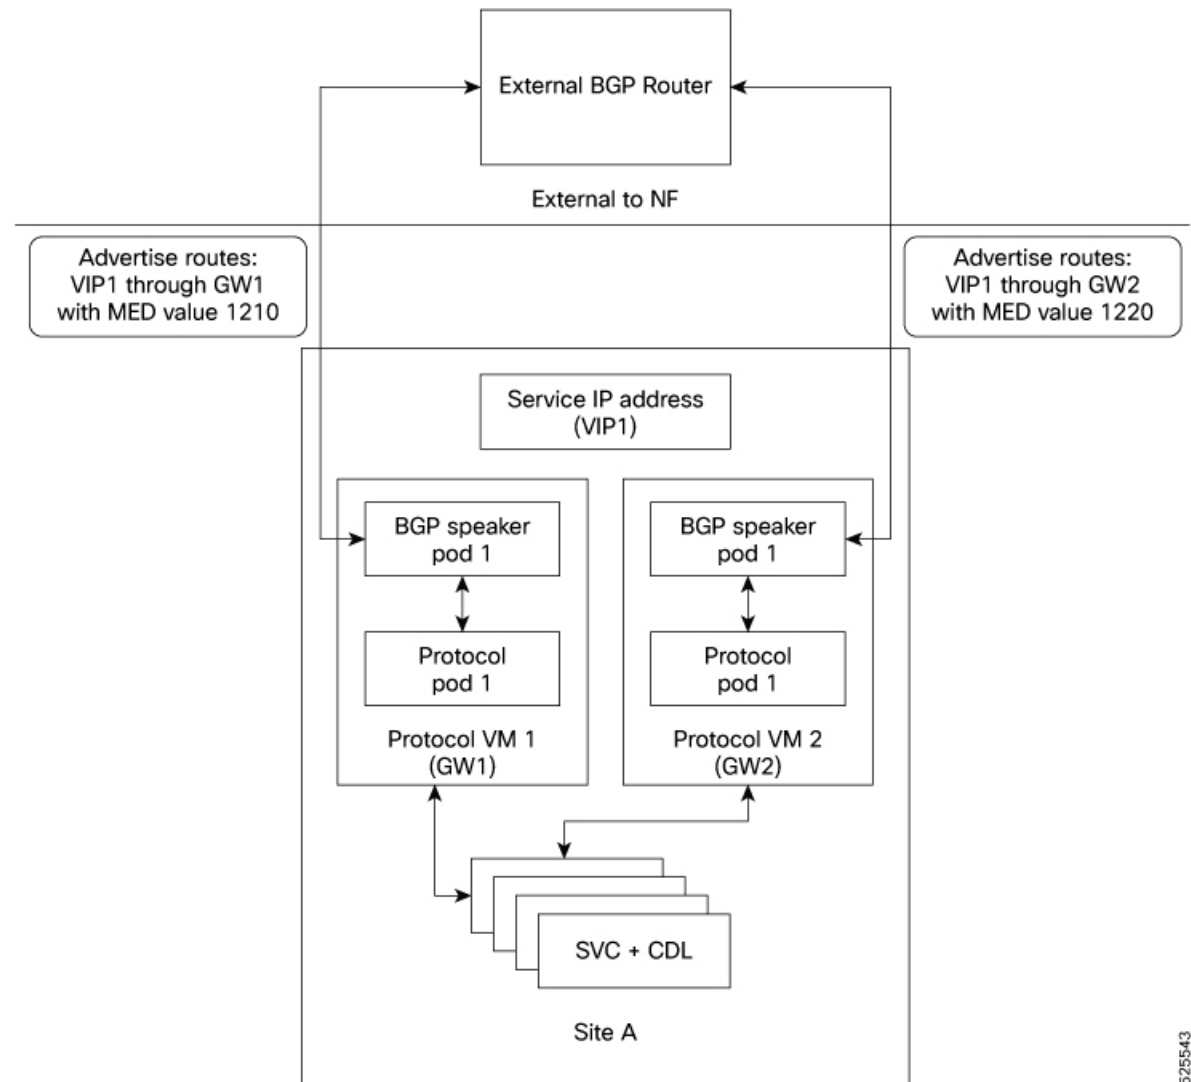 External BGP Router
External to NF
Advertise routes:
VIP1 through GW1
with MED value 1210
Advertise routes:
VIP1 through GW2
with MED value 1220
Service IP address
(VIP1)
BGP speaker
pod 1
BGP speaker
pod 1
Protocol
pod 1
Protocol
pod 1
Protocol VM 1
(GW1)
Protocol VM 2
(GW2)
SVC + CDL
Site A
525543